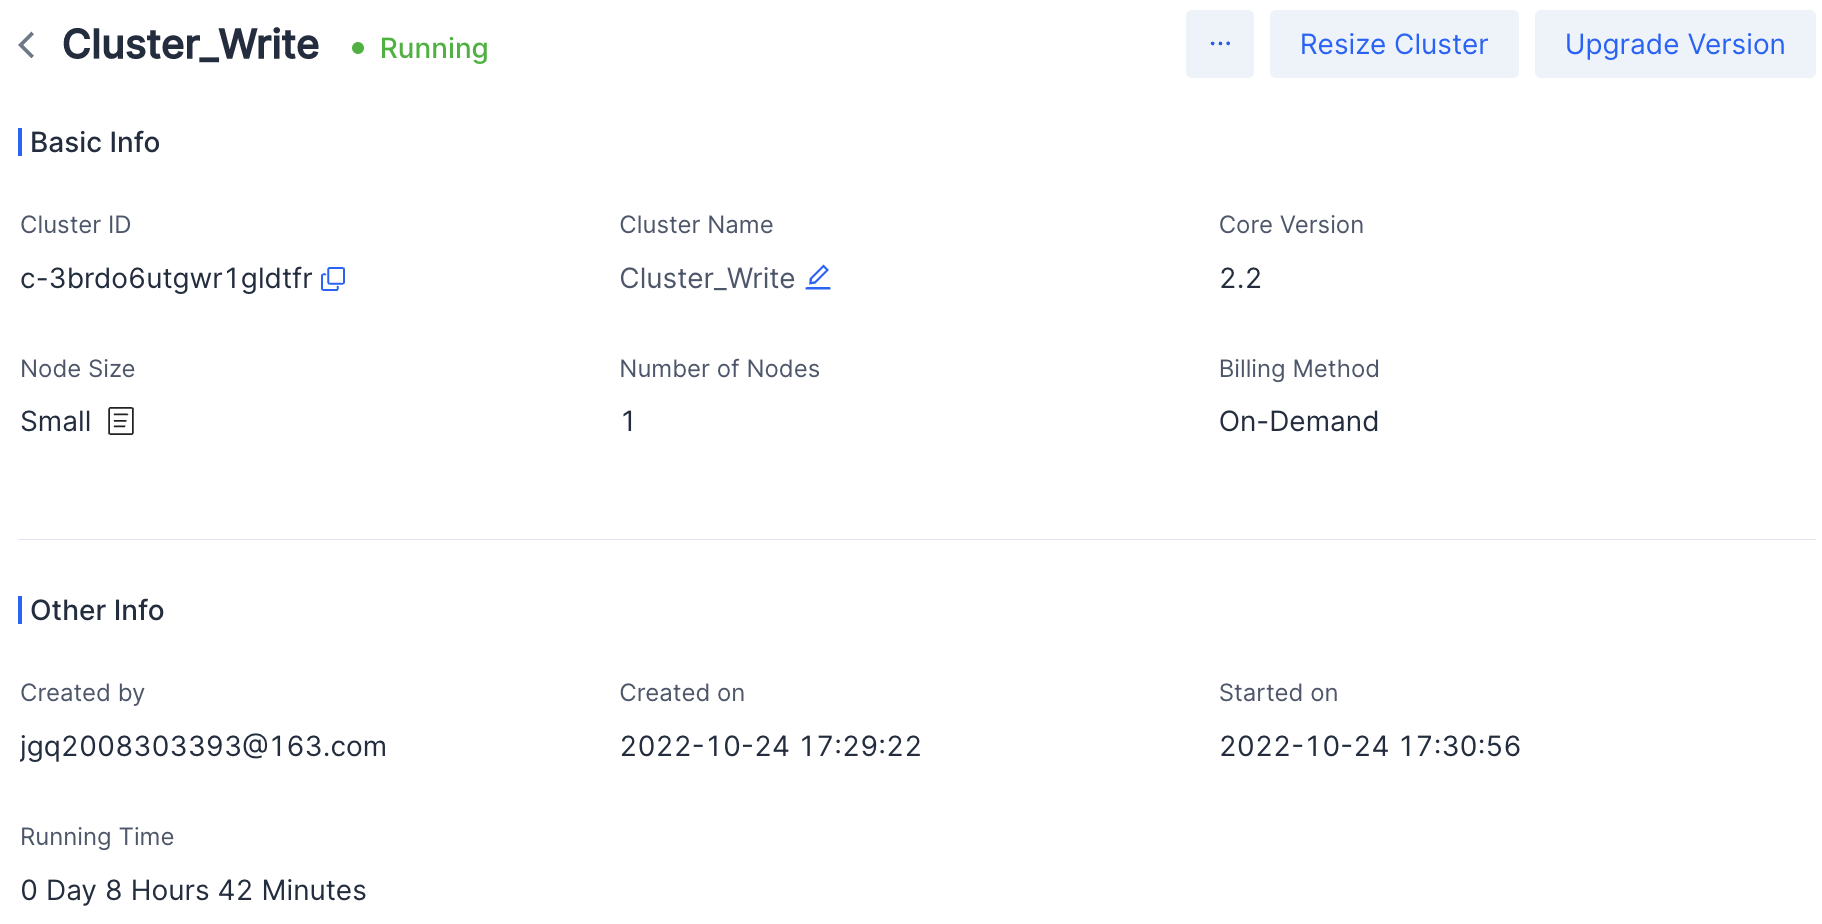 Cluster_Write
Running
...
Resize Cluster
Upgrade Version
Basic Info
Cluster ID
Cluster Name
Core Version
c-3brdo6utgwr1gldtfr
Cluster_Write
2.2
Node Size
Number of Nodes
Billing Method
Small
1
On-Demand
Other Info
Created by
Created on
Started on
jgq2008303393@163.com
2022-10-24 17:29:22
2022-10-24 17:30:56
Running Time
0 Day 8 Hours 42 Minutes